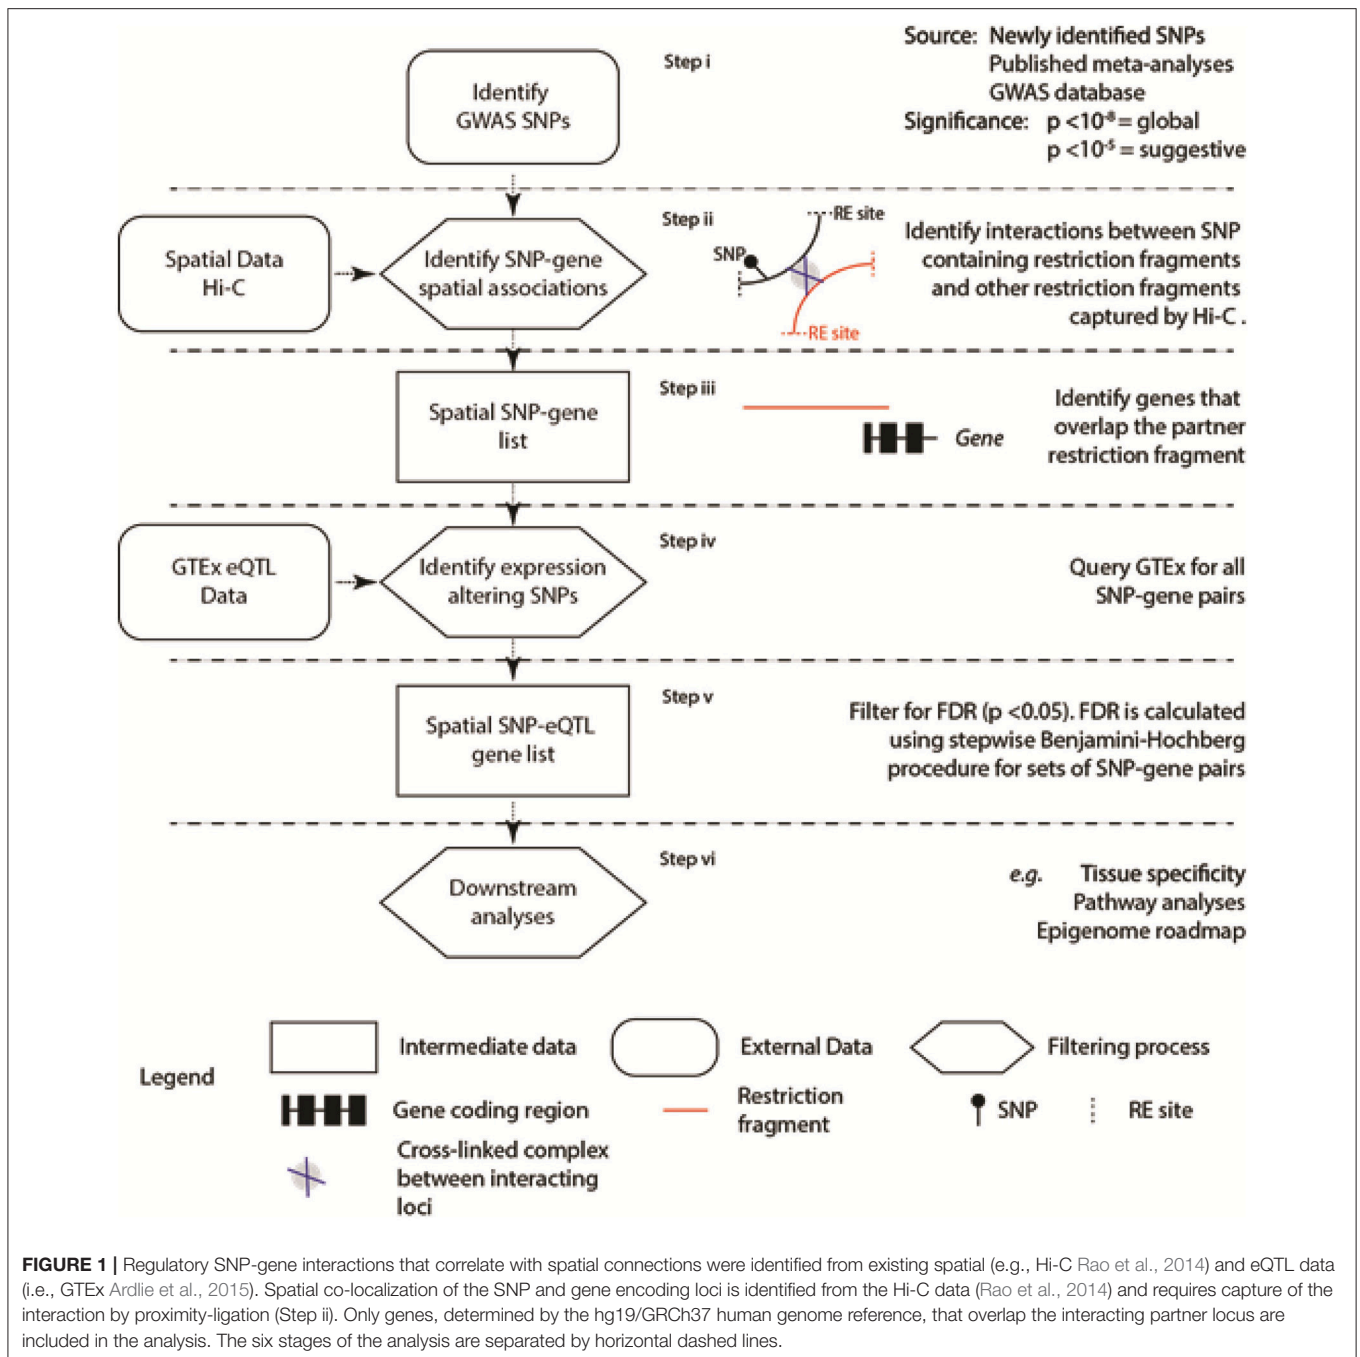 Step i
Source: Newly identified SNPs
Published meta-analyses
GWAS database
Significance: p <10-8 = global
p <10-5 = suggestive
Identify
GWAS SNPs
Step ii
Spatial Data
Hi-C
Identify SNP-gene
spatial associations
RE site
SNP
RE site
Identify interactions between SNP
containing restriction fragments
and other restriction fragments
captured by Hi-C .
Step iii
Spatial SNP-gene
list
Gene
Identify genes that
overlap the partner
restriction fragment
Step iv
GTEx eQTL
Data
Identify expression
altering SNPs
Query GTEx for all
SNP-gene pairs
Step v
Spatial SNP-eQTL
gene list
Filter for FDR (p <0.05). FDR is calculated
using stepwise Benjamini-Hochberg
procedure for sets of SNP-gene pairs
Step vi
Downstream
analyses
e.g. Tissue specificity
Pathway analyses
Epigenome roadmap
Legend
Intermediate data
External Data
Filtering process
Gene coding region
Restriction
fragment
SNP
RE site
Cross-linked complex
between interacting
loci
FIGURE 1 | Regulatory SNP-gene interactions that correlate with spatial connections were identified from existing spatial (e.g., Hi-C Rao et al., 2014) and eQTL data
(i.e., GTEx Ardlie et al., 2015). Spatial co-localization of the SNP and gene encoding loci is identified from the Hi-C data (Rao et al., 2014) and requires capture of the
interaction by proximity-ligation (Step ii). Only genes, determined by the hg19/GRCh37 human genome reference, that overlap the interacting partner locus are
included in the analysis. The six stages of the analysis are separated by horizontal dashed lines.